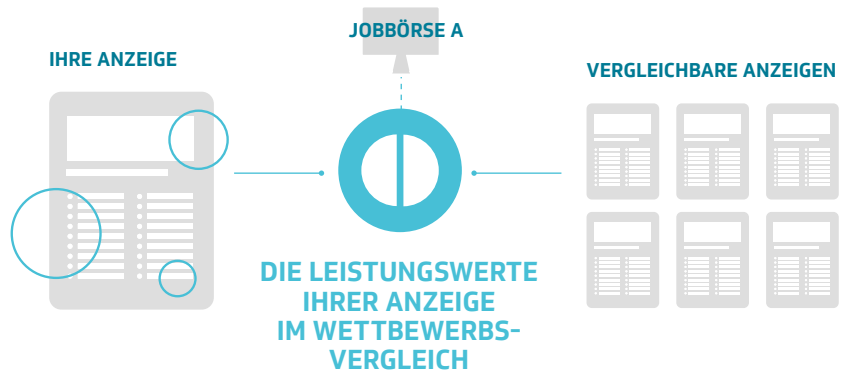 JOBBÖRSE A
IHRE ANZEIGE
VERGLEICHBARE ANZEIGEN
DIE LEISTUNGSWERTE
IHRER ANZEIGE
IM WETTBEWERBS-
VERGLEICH